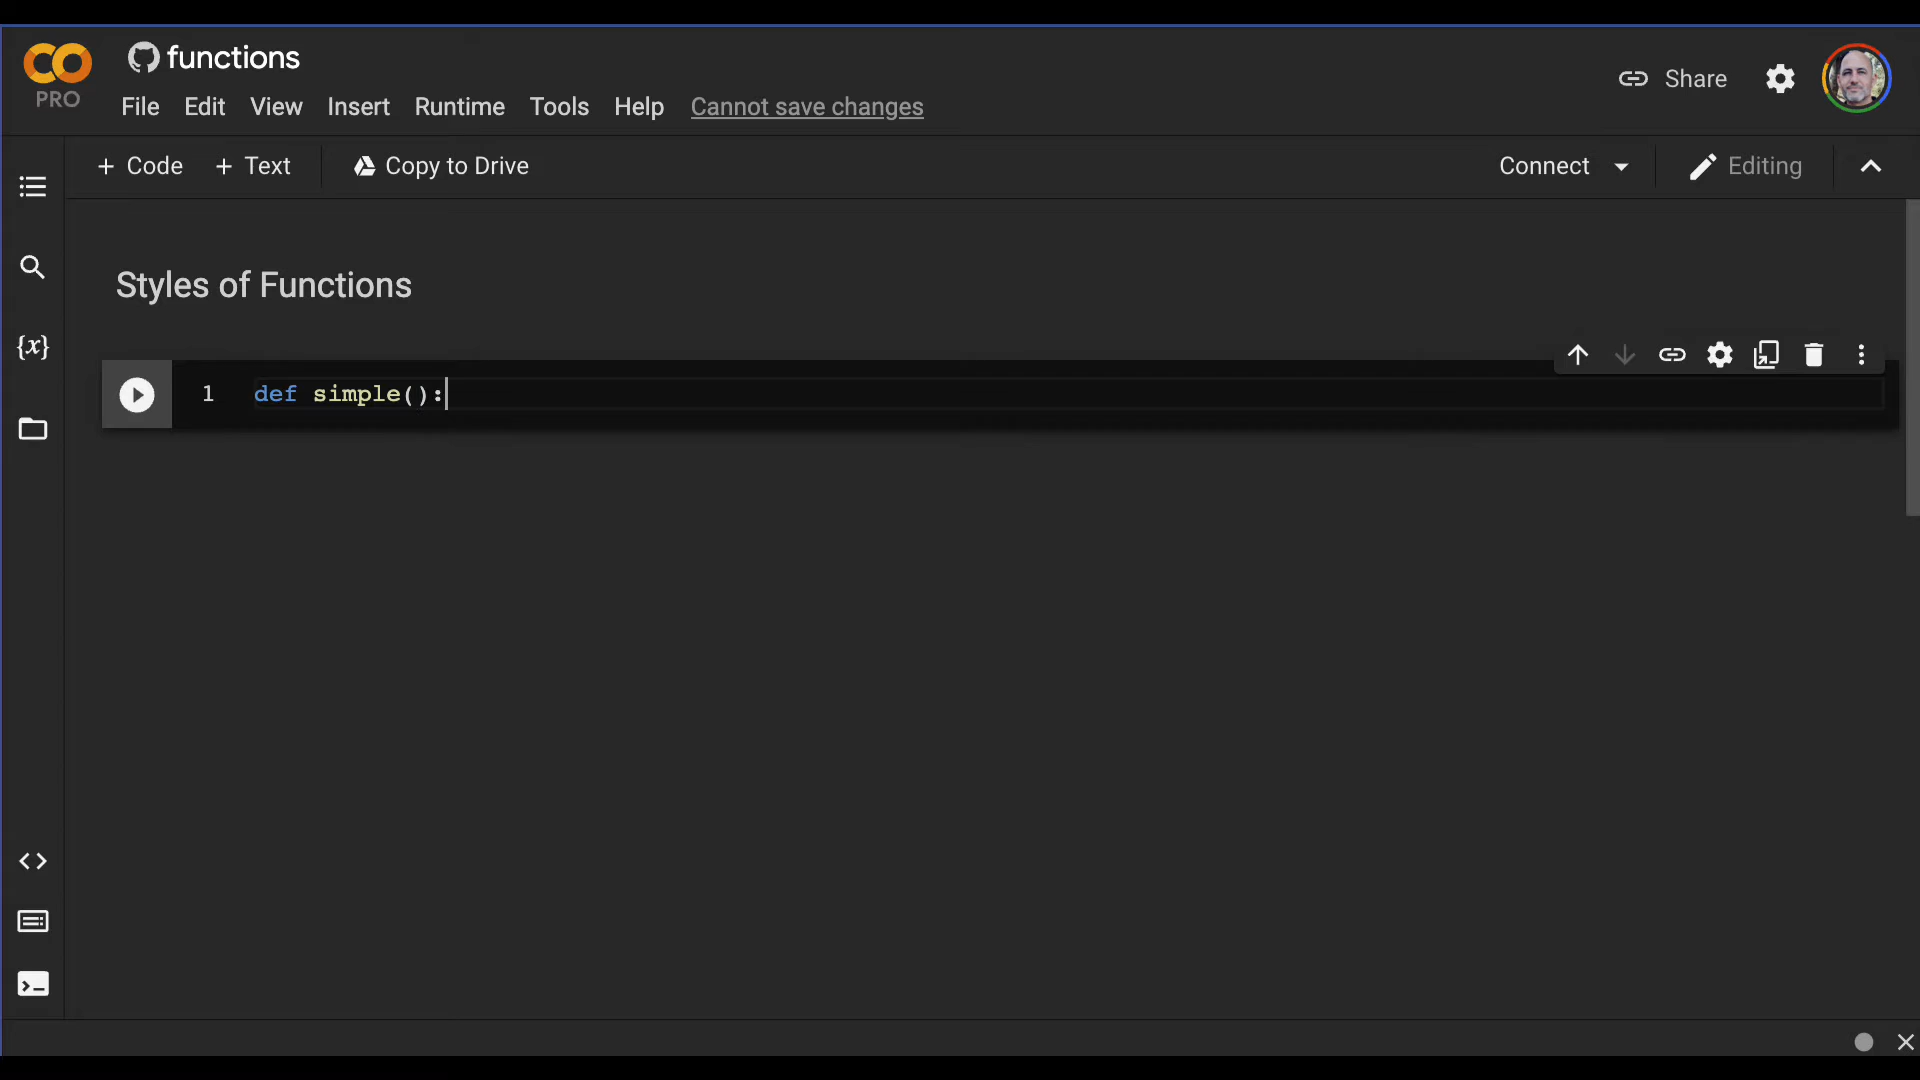 functions
PRO
File Edit View Insert Runtime Tools Help Cannot save changes
Share
+ Code + Text Copy to Drive
Connect
Editing
Styles of Functions
{x}
1 def simple():